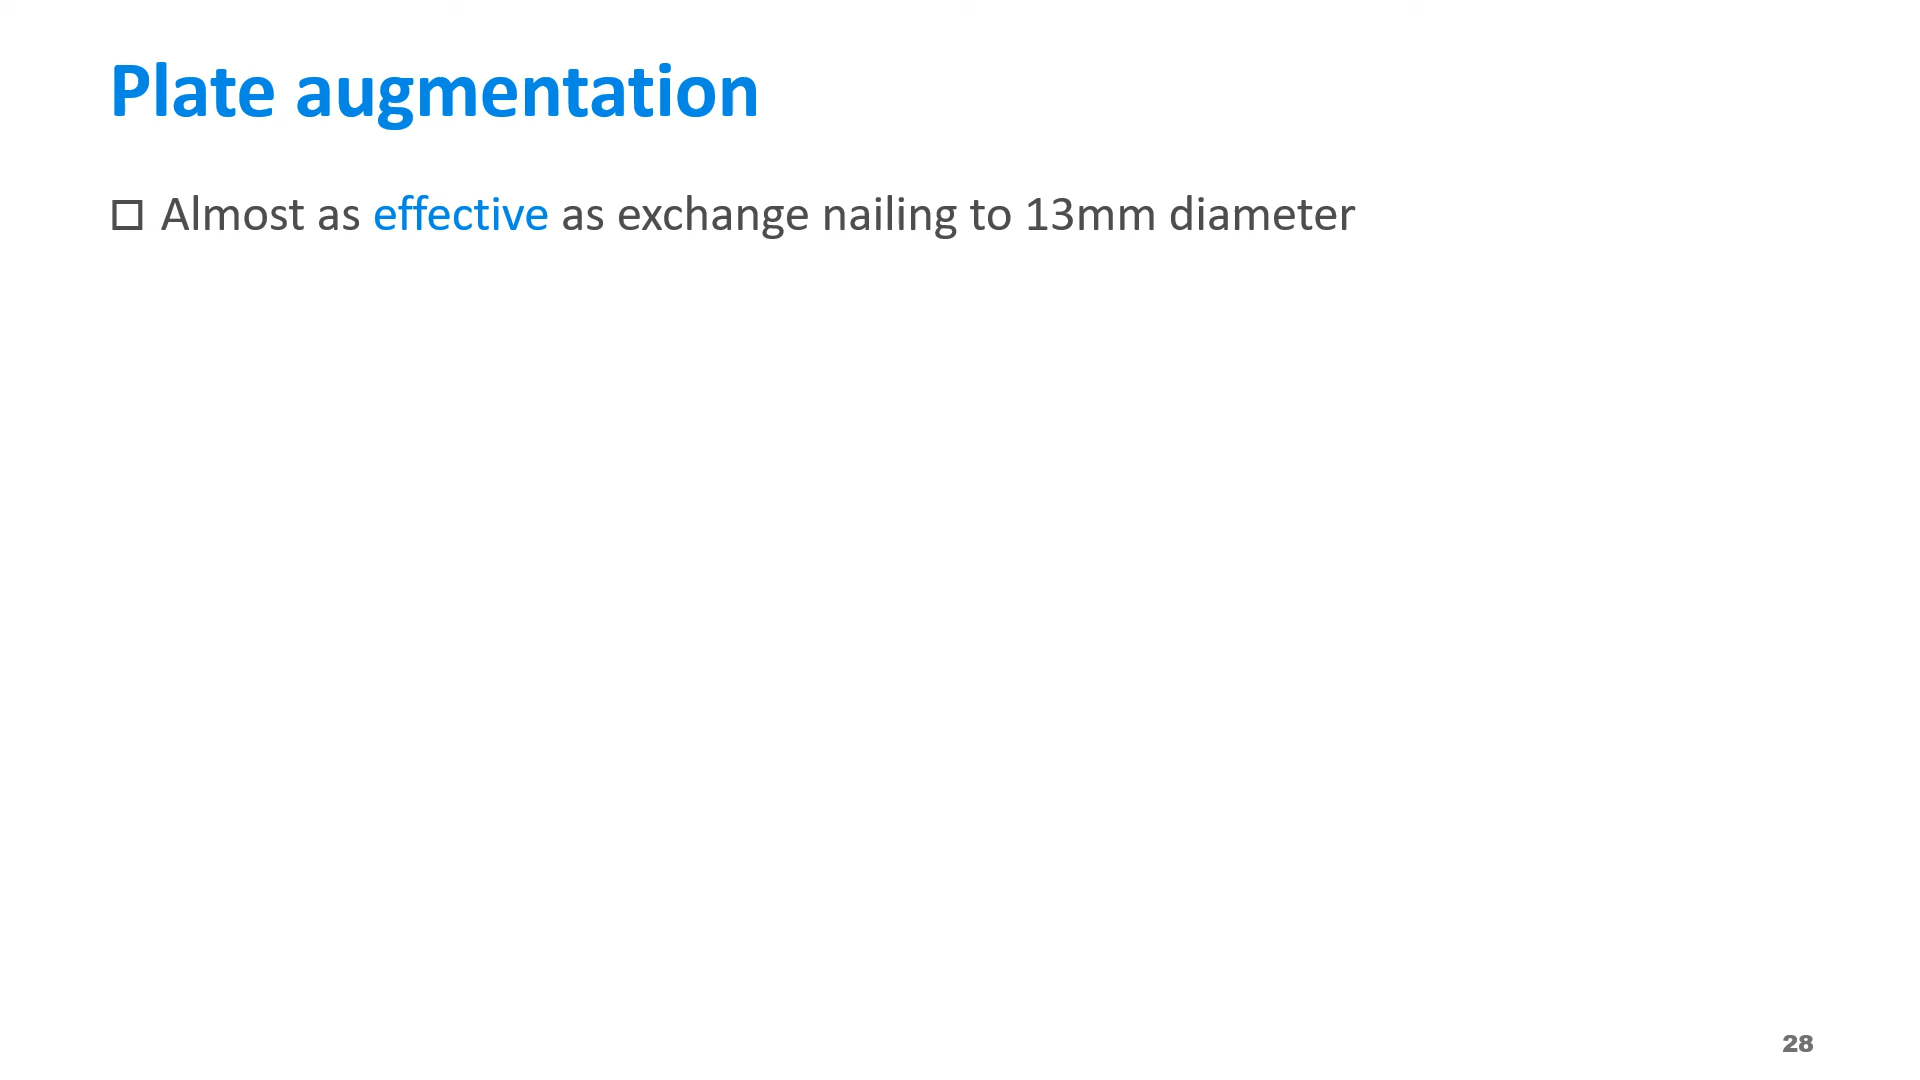 Plate augmentation
Almost as effective as exchange nailing to 13mm diameter
28